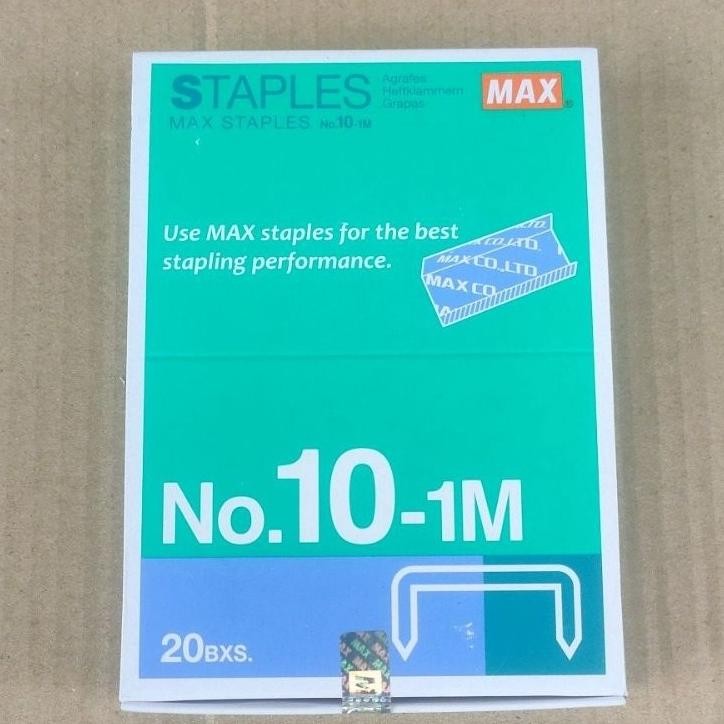 STAPLES
Agrafes
Heftklammern
Grapas
MAX
MAX STAPLES No.10-1M
Use MAX staples for the best
stapling performance.
CO.,LTD.
MAX CO.,LTD.
MAX CO.
No.10-1M
20BXS.
MAX